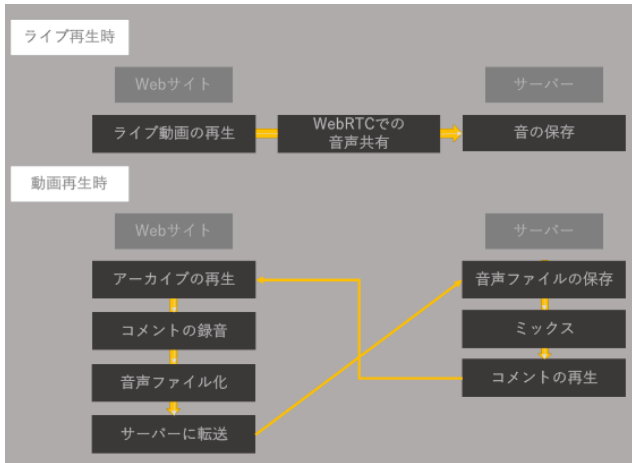 ライブ再生時
Webサイト
サーバー
ライブ動画の再生
WebRTCでの
音声共有
音の保存
動画再生時
Webサイト
サーバー
アーカイブの再生
音声ファイルの保存
コメントの録音
ミックス
音声ファイル化
コメントの再生
サーバーに転送